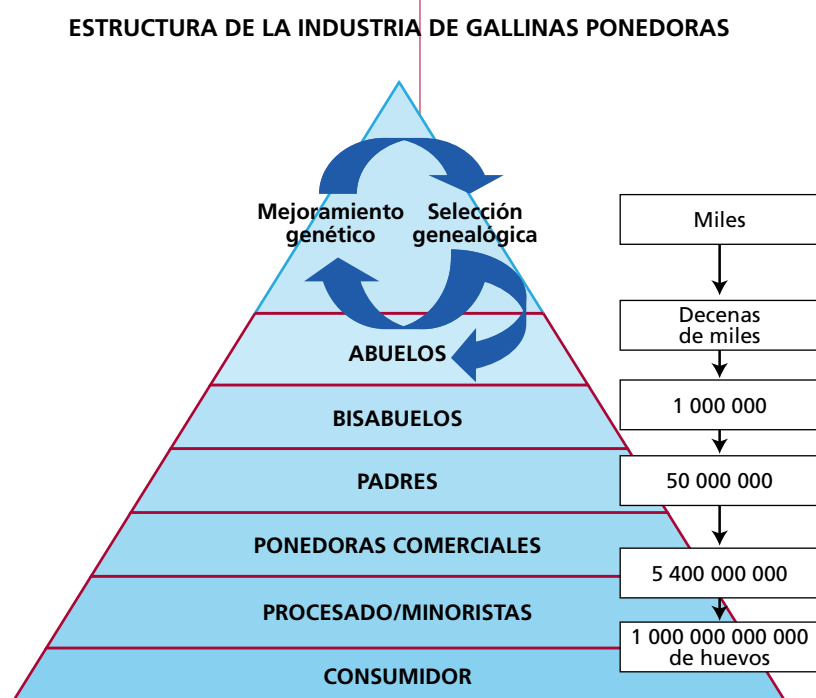 ESTRUCTURA DE LA INDUSTRIA DE GALLINAS PONEDORAS
Mejoramiento
genético
Selección
genealógica
ABUELOS
BISABUELOS
PADRES
PONEDORAS COMERCIALES
PROCESADO/MINORISTAS
CONSUMIDOR
Miles
Decenas
de miles
1 000 000
50 000 000
5 400 000 000
1 000 000 000 000
de huevos